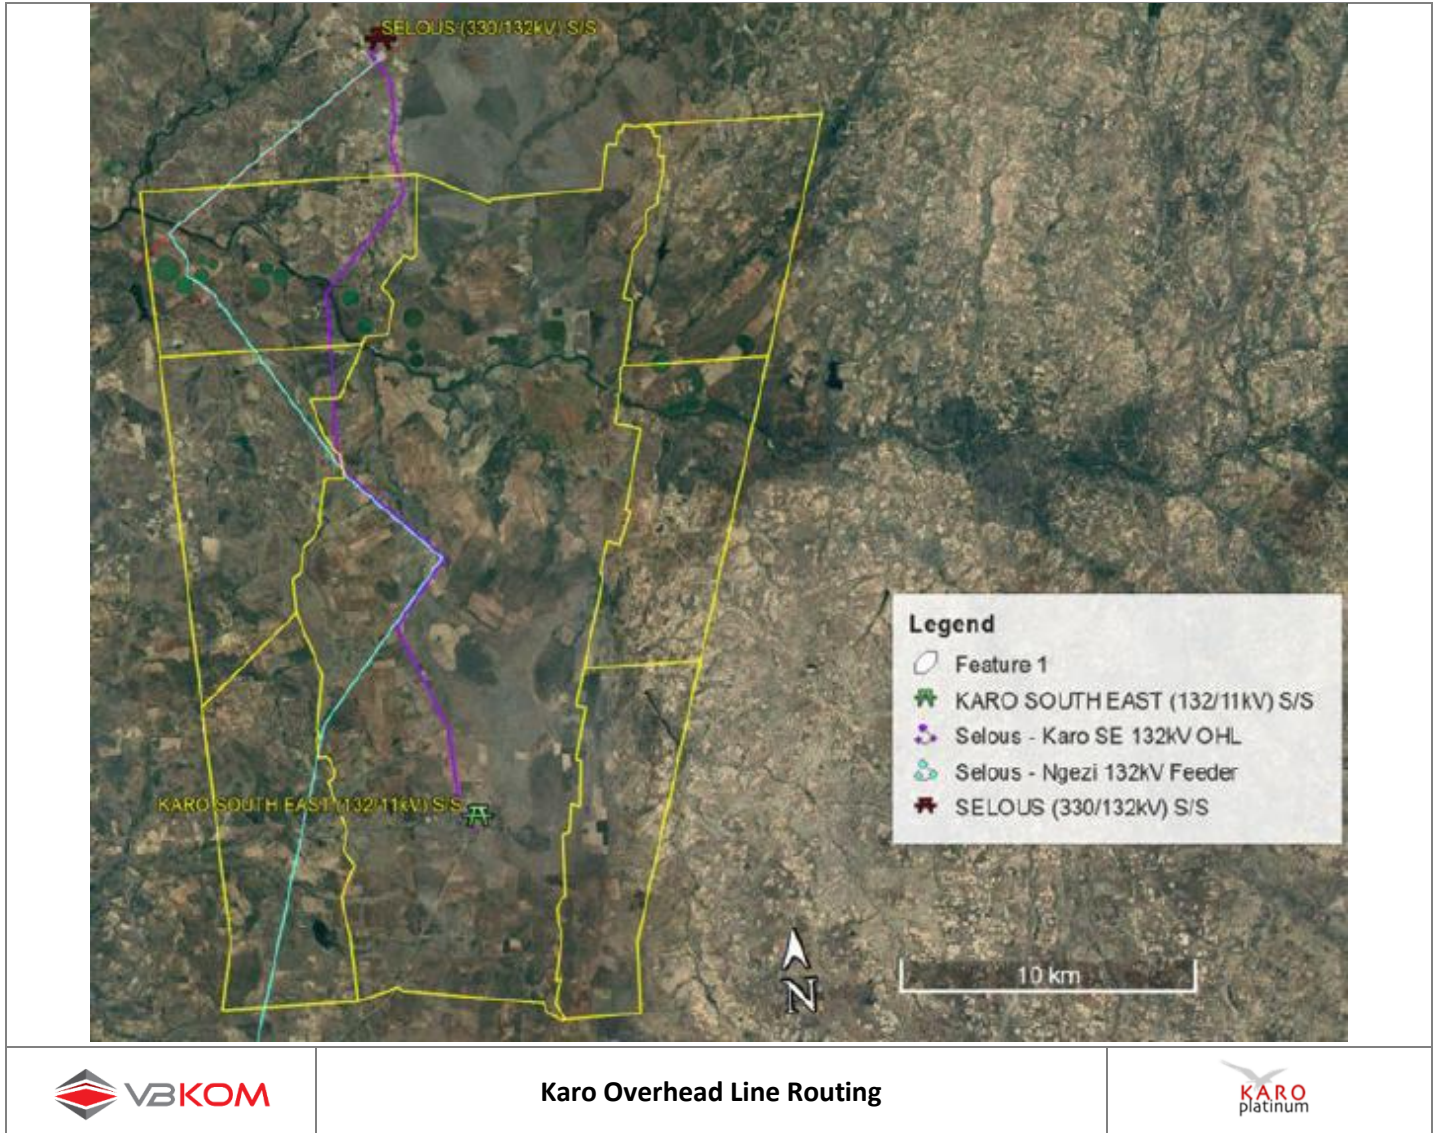 SELOUS (330/132kV) S/S
KARO SOUTH EAST (132/11kV) S/S
Legend
Feature 1
KARO SOUTH EAST (132/11kV) S/S
Selous - Karo SE 132kV OHL
Selous - Ngezi 132kV Feeder
SELOUS (330/132kV) S/S
N
10 km
VBKOM
Karo Overhead Line Routing
KARO
platinum